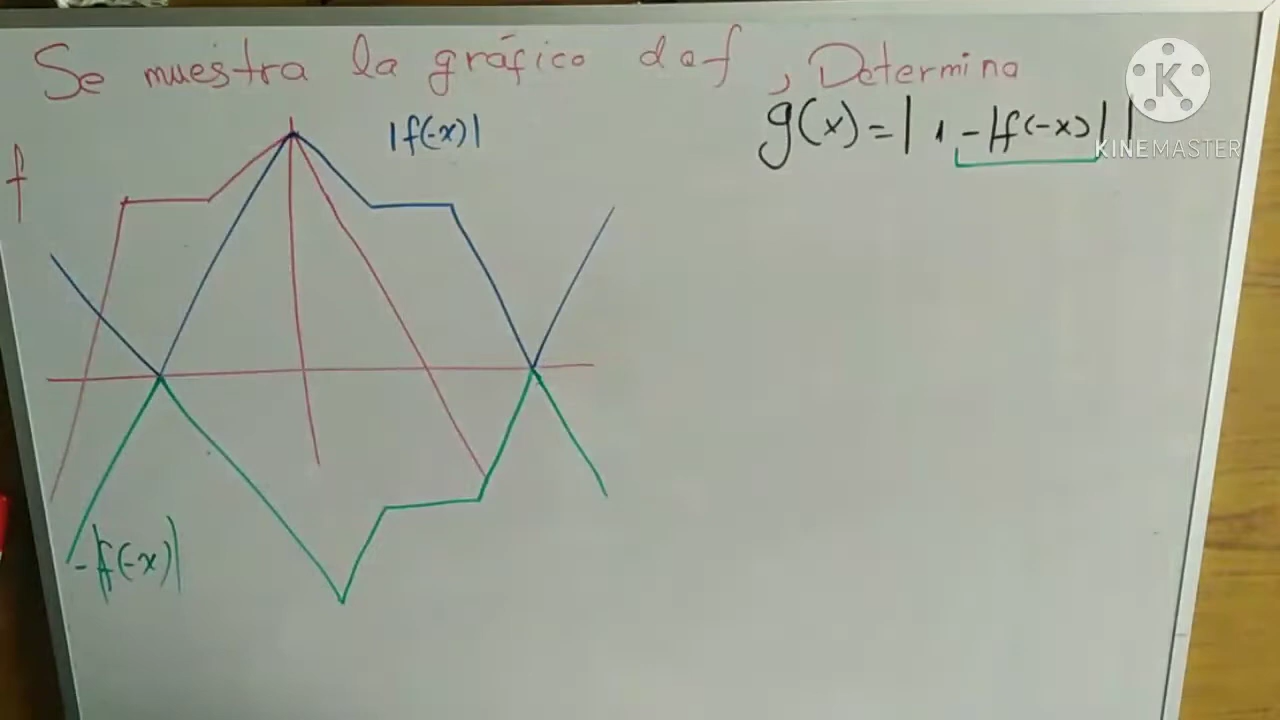 Se muestra la gráfico de f, Determina
g(x) = | 1 - |f(-x)| |
|f(-x)|
f
-|f(-x)|
K
KINEMASTER